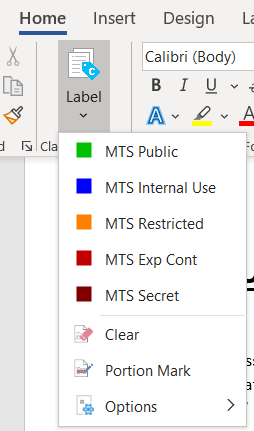 Home Insert Design Layout
Calibri (Body)
Label
B I U
A A
MTS Public
MTS Internal Use
MTS Restricted
MTS Exp Cont
MTS Secret
Clear
Portion Mark
Options